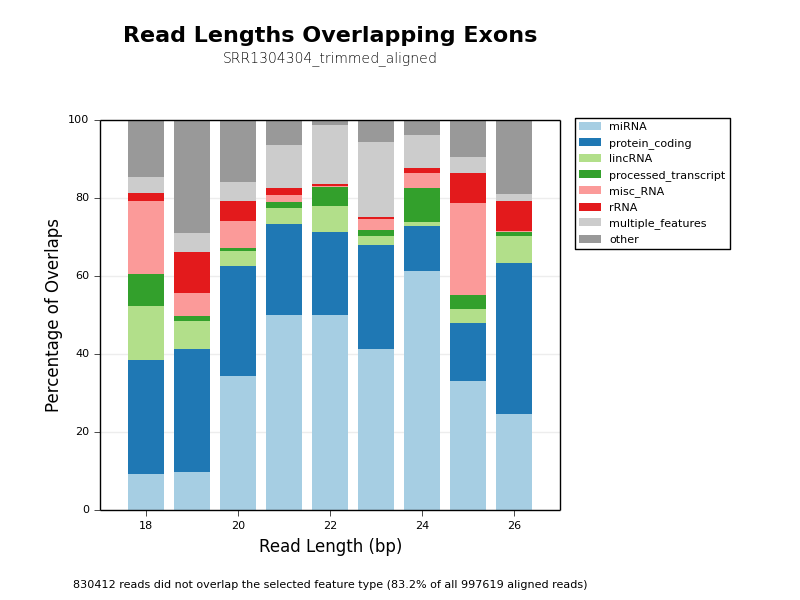 Read Lengths Overlapping Exons
SRR1304304_trimmed_aligned
100
80
60
40
20
0
Percentage of Overlaps
18
20
22
24
26
Read Length (bp)
miRNA
protein_coding
lincRNA
processed_transcript
misc_RNA
rRNA
multiple_features
other
830412 reads did not overlap the selected feature type (83.2% of all 997619 aligned reads)